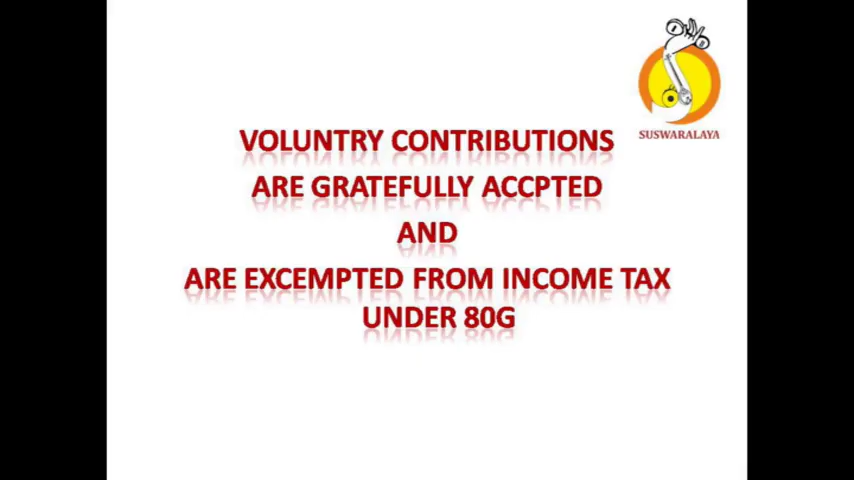 SUSWARALAYA
VOLUNTRY CONTRIBUTIONS
ARE GRATEFULLY ACCPTED
AND
ARE EXCEMPTED FROM INCOME TAX
UNDER 80G